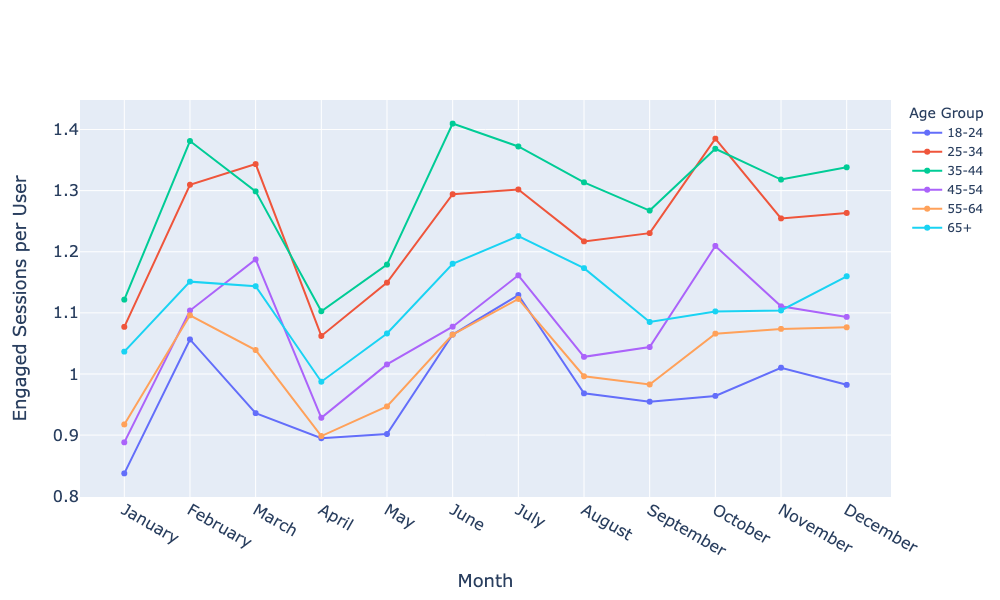 Age Group
18-24
25-34
35-44
45-54
55-64
65+
Engaged Sessions per User
1.4
1.3
1.2
1.1
1
0.9
0.8
January
February
March
April
May
June
July
August
September
October
November
December
Month